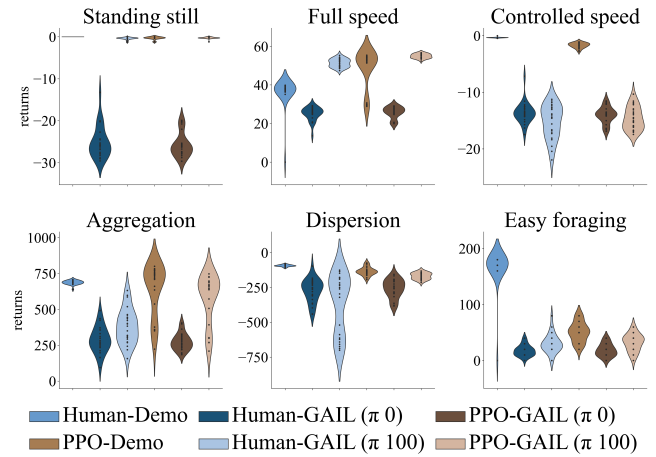 Standing still
Full speed
Controlled speed
returns
0
−10
−20
−30
60
40
20
0
0
−10
−20
Aggregation
Dispersion
Easy foraging
returns
1000
750
500
250
0
0
−250
−500
−750
200
100
0
Human-Demo
Human-GAIL (π 0)
PPO-GAIL (π 0)
PPO-Demo
Human-GAIL (π 100)
PPO-GAIL (π 100)